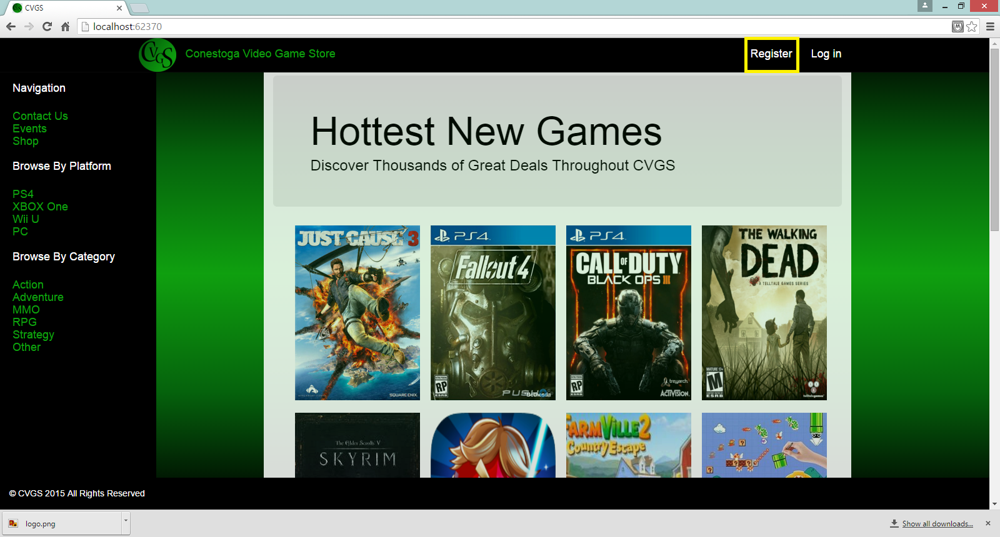 CVGS
localhost:62370
CVGS
Conestoga Video Game Store
Register
Log in
Navigation
Contact Us
Events
Shop
Browse By Platform
PS4
XBOX One
Wii U
PC
Browse By Category
Action
Adventure
MMO
RPG
Strategy
Other
Hottest New Games
Discover Thousands of Great Deals Throughout CVGS
JUST CAUSE 3
SQUARE ENIX
PS4
Fallout 4
RP
ESRB
Bethesda
PS4
CALL OF DUTY
BLACK OPS III
RP
ESRB
treyarch
ACTIVISION
THE WALKING
DEAD
A TELLTALE GAMES SERIES
MATURE 17+
M
ESRB
telltalegames
The Elder Scrolls V
SKYRIM
FARMVILLE 2
Country Escape
© CVGS 2015 All Rights Reserved
logo.png
Show all downloads...